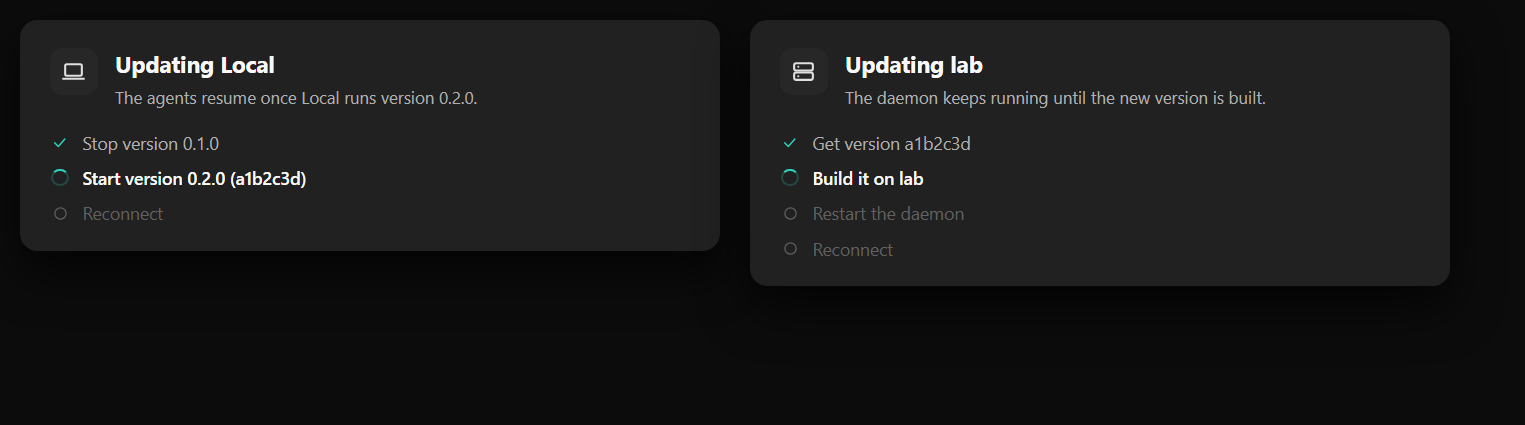 Updating Local
The agents resume once Local runs version 0.2.0.
Stop version 0.1.0
Start version 0.2.0 (a1b2c3d)
Reconnect
Updating lab
The daemon keeps running until the new version is built.
Get version a1b2c3d
Build it on lab
Restart the daemon
Reconnect